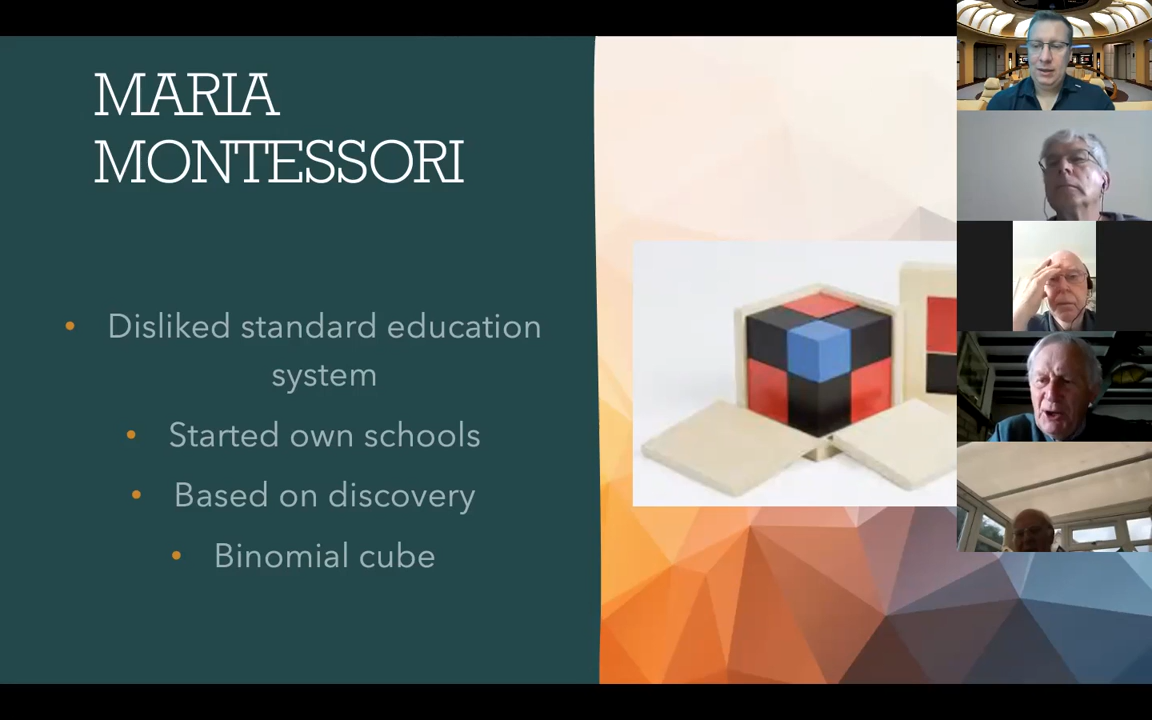 MARIA
MONTESSORI
• Disliked standard education
system
• Started own schools
• Based on discovery
• Binomial cube